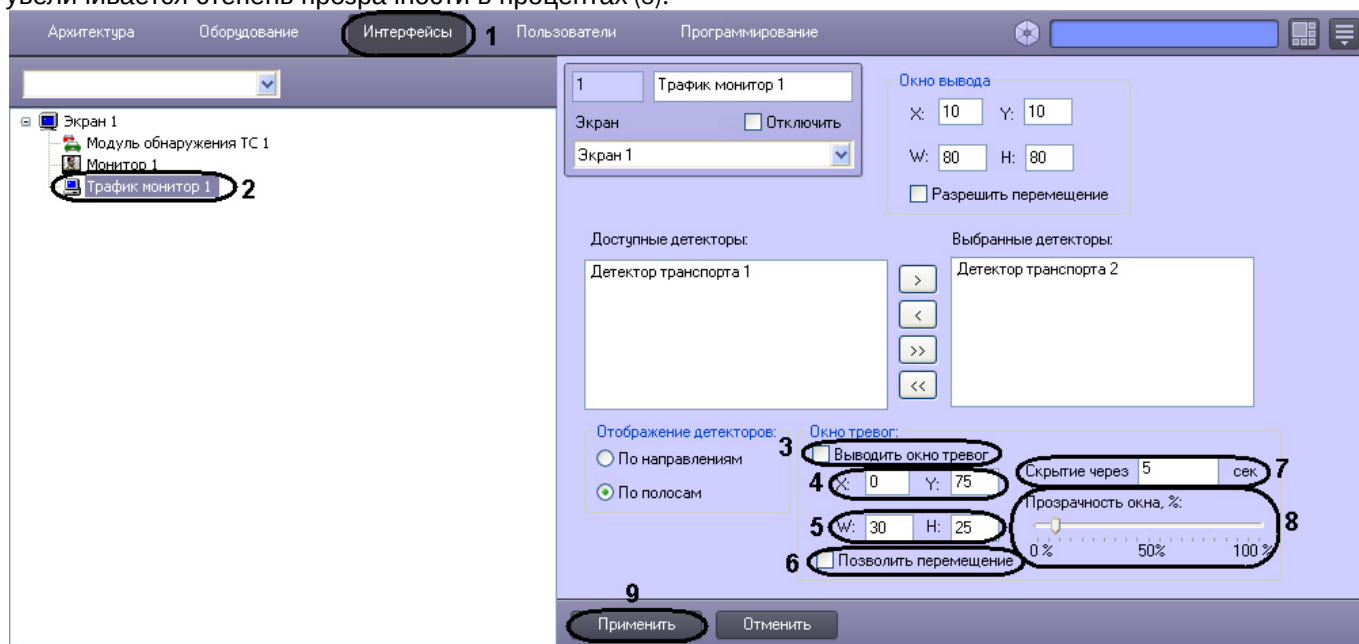 увеличивается степень прозрачности в процентах (8).
Архитектура Оборудование Интерфейсы 1 Пользователи Программирование
1 Трафик монитор 1
Экран Отключить
Экран 1
Окно вывода
X: 10 Y: 10
W: 80 H: 80
Разрешить перемещение
Экран 1
Модуль обнаружения ТС 1
Монитор 1
Трафик монитор 1 2
Доступные детекторы: Выбранные детекторы:
Детектор транспорта 1
>
<
>>
<<
Детектор транспорта 2
Отображение детекторов:
По направлениям
По полосам
Окно тревог:
3 Выводить окно тревог
4 X: 0 Y: 75
5 W: 30 H: 25
6 Позволить перемещение
Скрытие через 5 сек 7
Прозрачность окна, %:
8
0 % 50% 100 %
9
Применить Отменить